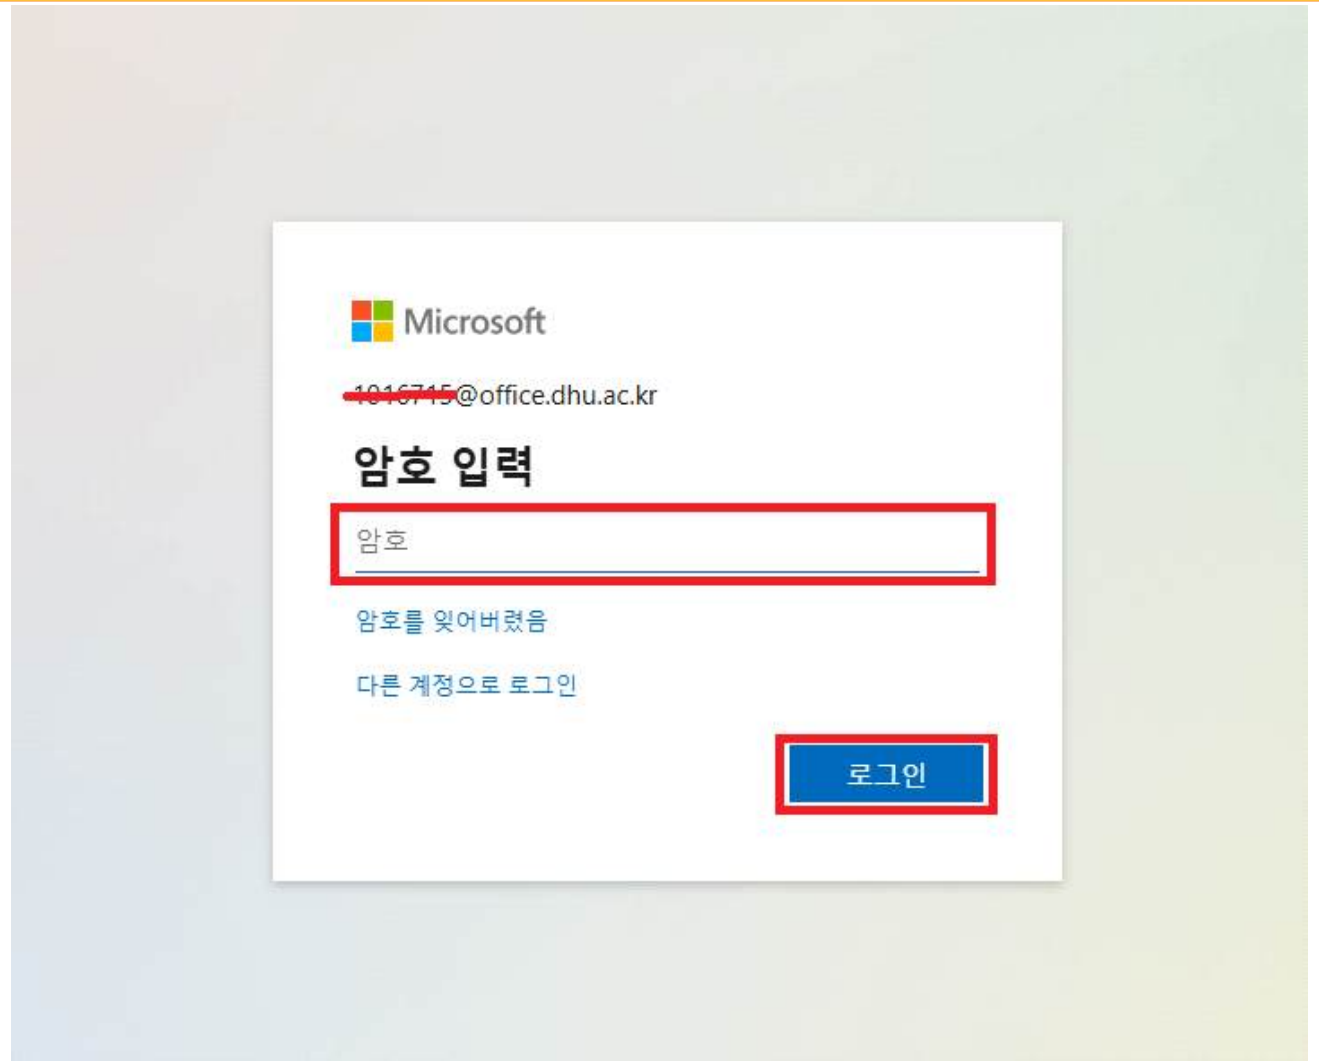 Microsoft
@office.dhu.ac.kr
암호 입력
암호
암호를 잊어버렸음
다른 계정으로 로그인
로그인